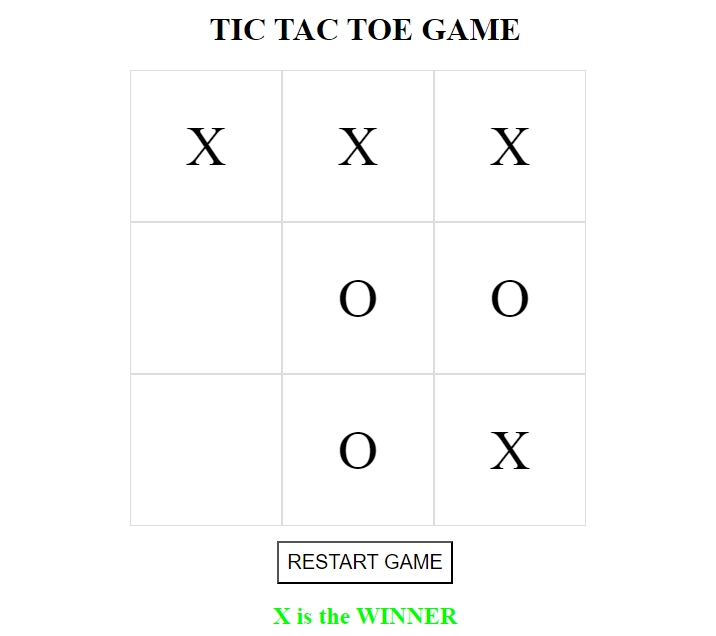 TIC TAC TOE GAME
X X X
O O
O X
RESTART GAME
X is the WINNER